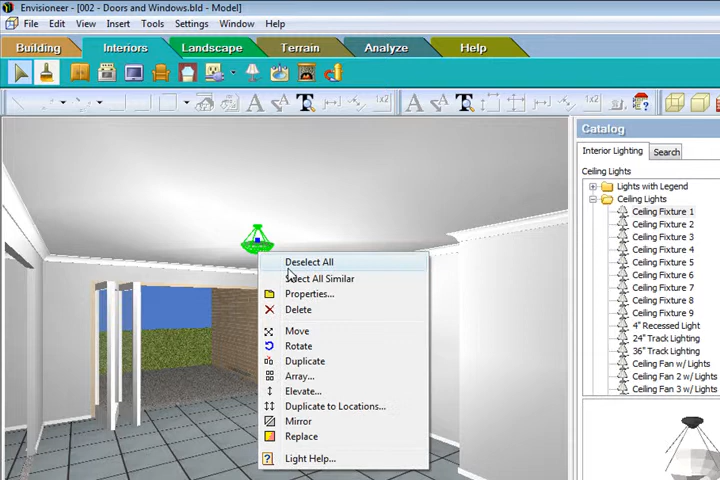 Envisioneer - [002 - Doors and Windows.bld - Model]
File Edit View Insert Tools Settings Window Help
Building Interiors Landscape Terrain Analyze Help
A A T 1x2 A A T 1x2
Catalog
Interior Lighting Search
Ceiling Lights
Lights with Legend
Ceiling Lights
Ceiling Fixture 1
Ceiling Fixture 2
Ceiling Fixture 3
Ceiling Fixture 4
Ceiling Fixture 5
Ceiling Fixture 6
Ceiling Fixture 7
Ceiling Fixture 8
Ceiling Fixture 9
4" Recessed Light
24" Track Lighting
36" Track Lighting
Ceiling Fan w/ Lights
Ceiling Fan 2 w/ Lights
Ceiling Fan 3 w/ Lights
Deselect All
Select All Similar
Properties...
Delete
Move
Rotate
Duplicate
Array...
Elevate...
Duplicate to Locations...
Mirror
Replace
Light Help...